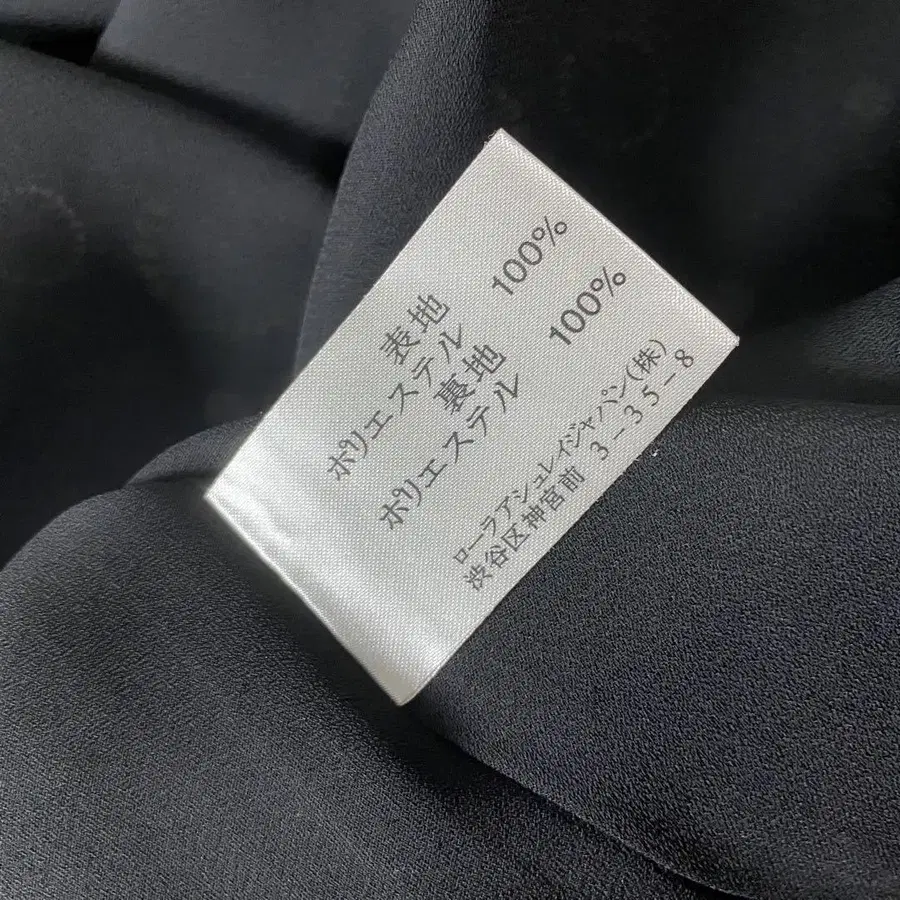 表地
ポリエステル 100%
裏地
ポリエステル 100%
ローラアシュレイジャパン(株)
渋谷区神宮前 3-35-8